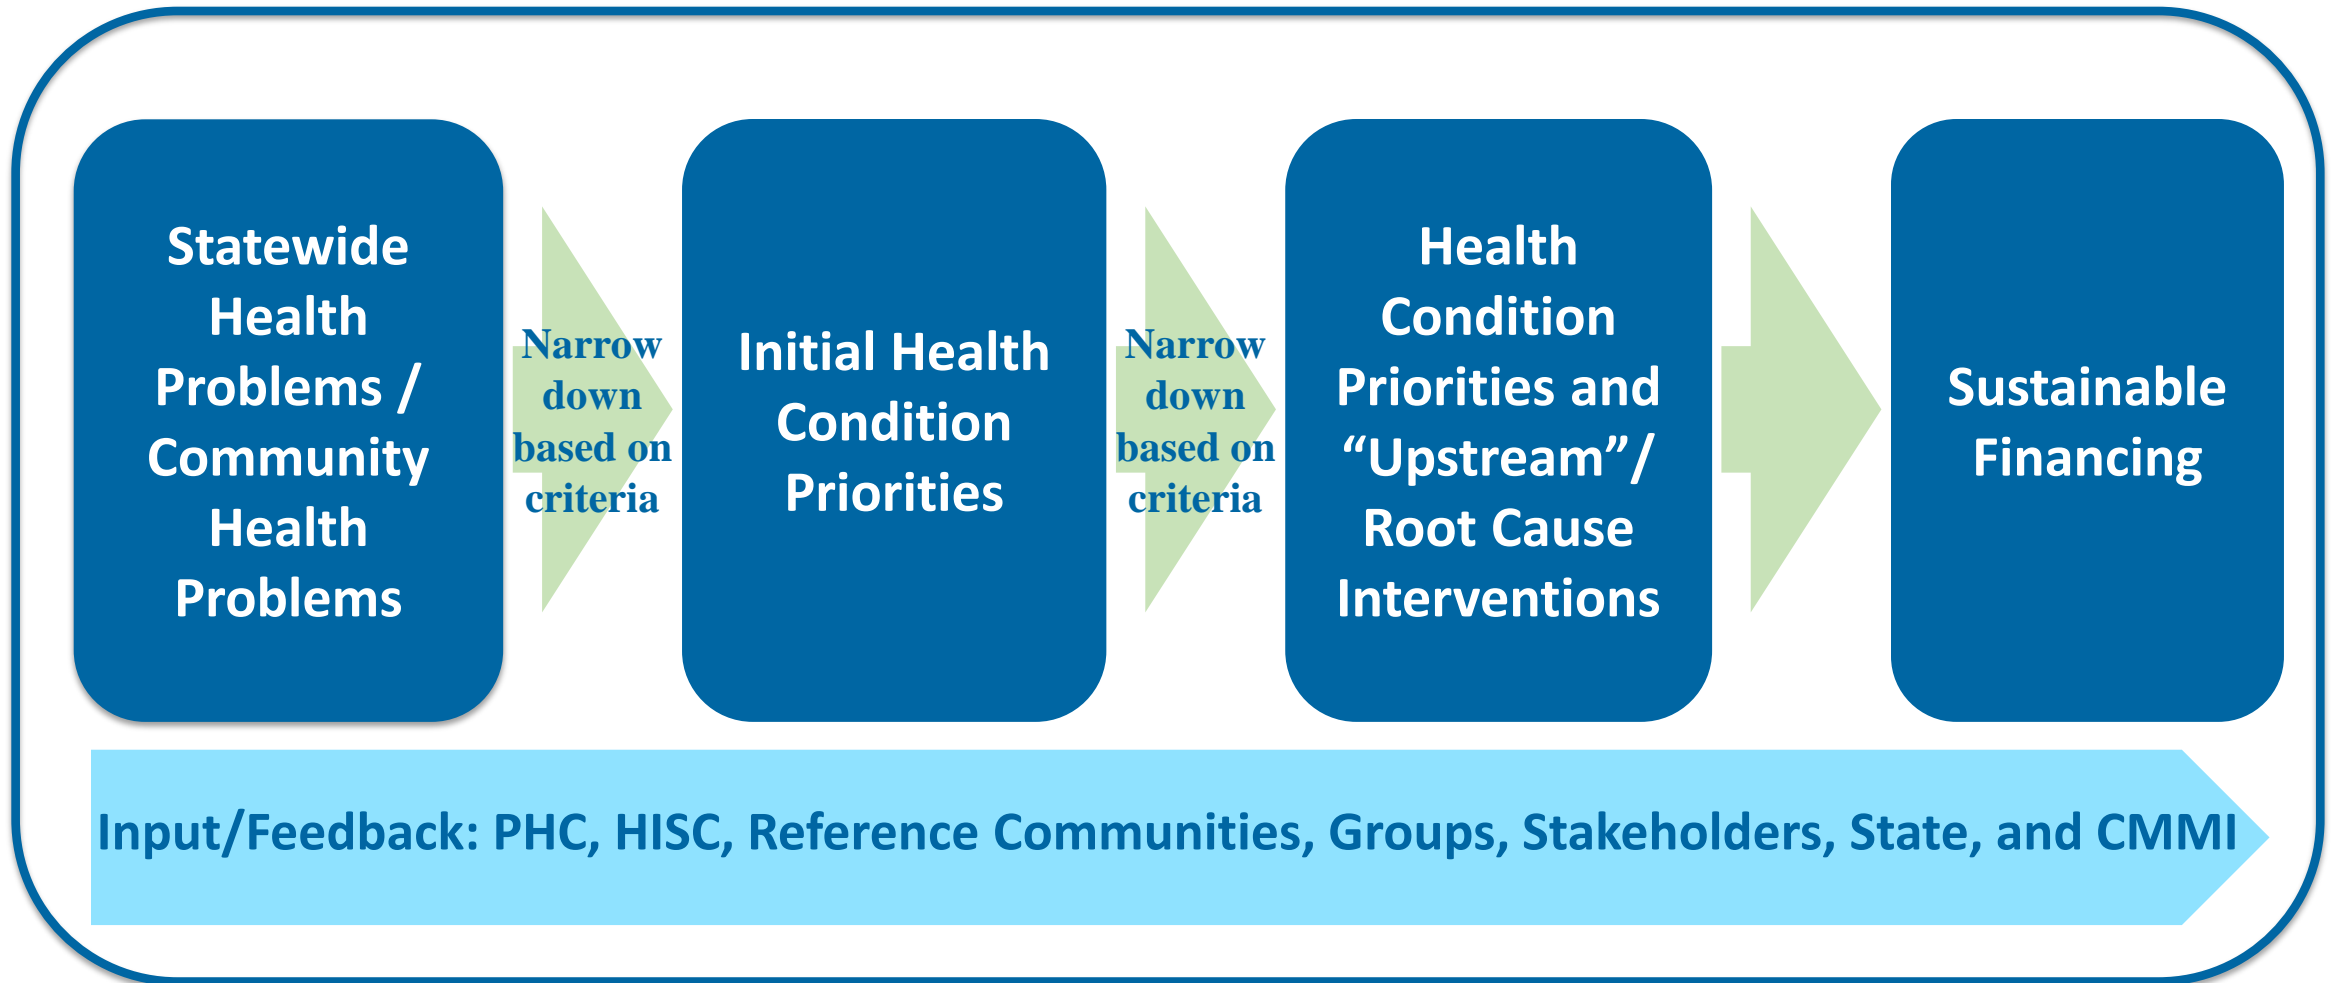 Statewide
Health
Problems /
Community
Health
Problems
Narrow
down
based on
criteria
Initial Health
Condition
Priorities
Narrow
down
based on
criteria
Health
Condition
Priorities and
“Upstream”/
Root Cause
Interventions
Sustainable
Financing
Input/Feedback: PHC, HISC, Reference Communities, Groups, Stakeholders, State, and CMMI